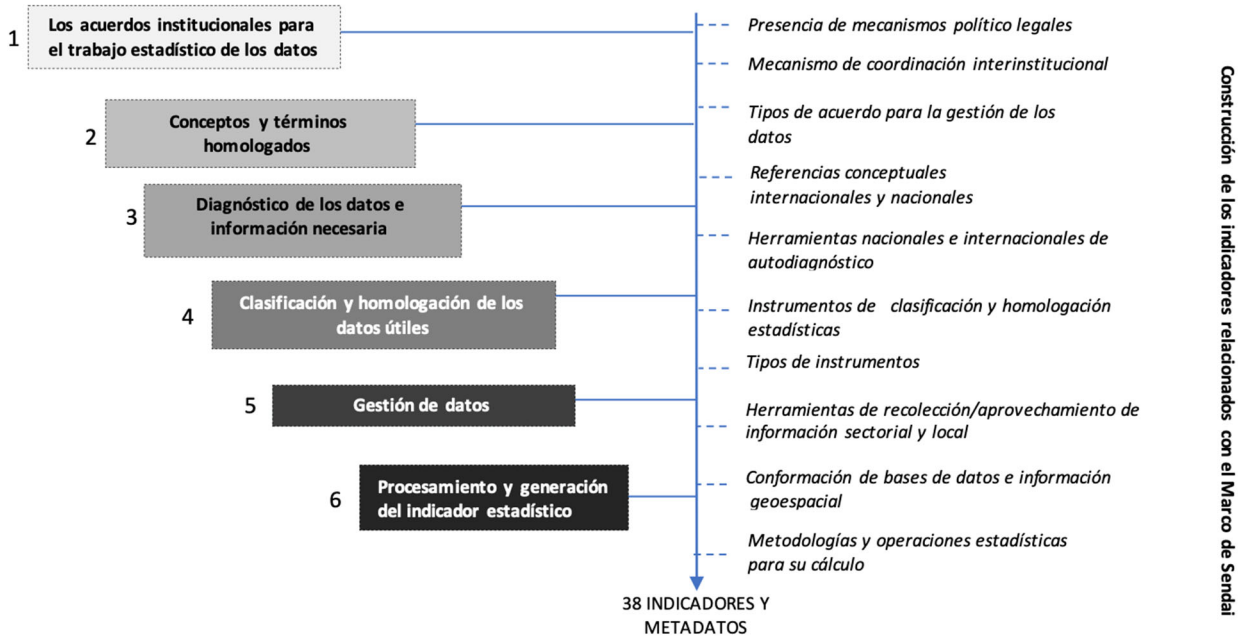 1
Los acuerdos institucionales para
el trabajo estadístico de los datos
2
Conceptos y términos
homologados
3
Diagnóstico de los datos e
información necesaria
4
Clasificación y homologación de los
datos útiles
5
Gestión de datos
6
Procesamiento y generación
del indicador estadístico
Presencia de mecanismos político legales
Mecanismo de coordinación interinstitucional
Tipos de acuerdo para la gestión de los
datos
Referencias conceptuales
internacionales y nacionales
Herramientas nacionales e internacionales de
autodiagnóstico
Instrumentos de clasificación y homologación
estadísticas
Tipos de instrumentos
Herramientas de recolección/aprovechamiento de
información sectorial y local
Conformación de bases de datos e información
geoespacial
Metodologías y operaciones estadísticas
para su cálculo
38 INDICADORES Y
METADATOS
Construcción de los indicadores relacionados con el Marco de Sendai